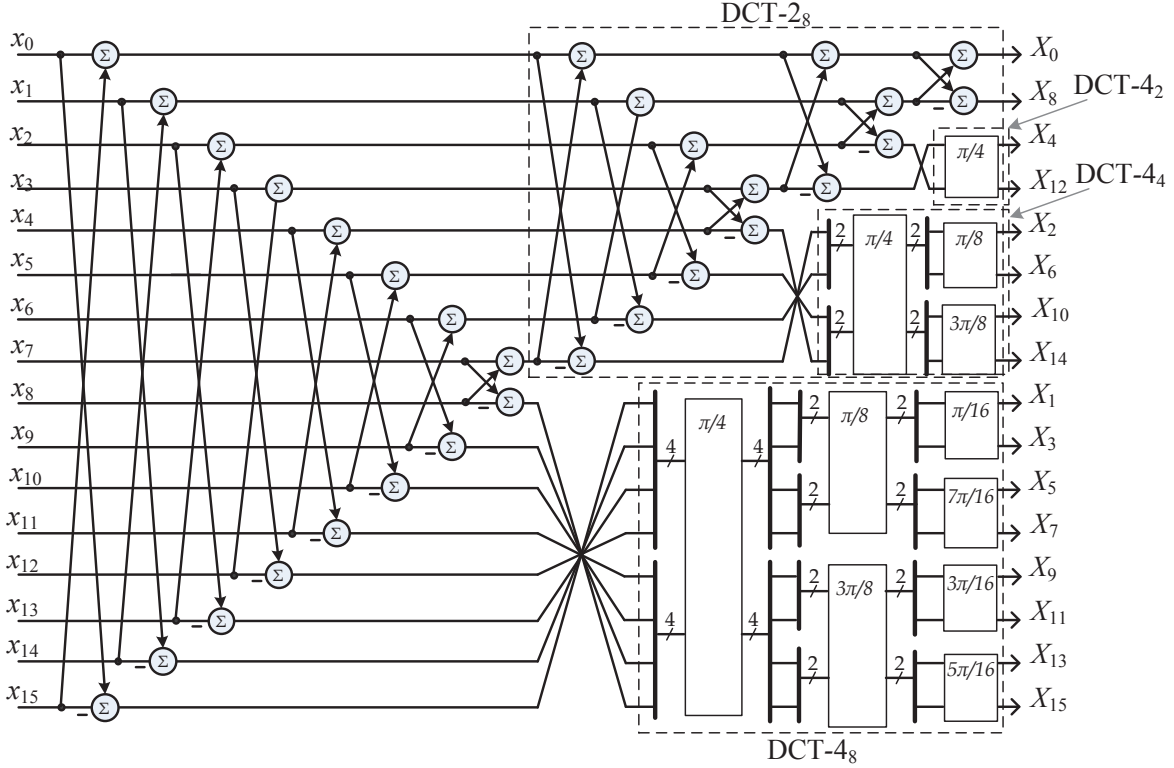 DCT-2₈
x₀ Σ Σ Σ Σ X₀
x₁ Σ Σ Σ − Σ X₈
DCT-4₂
x₂ Σ Σ − Σ π/4 X₄
x₃ Σ Σ − Σ X₁₂
DCT-4₄
x₄ Σ − Σ 2 π/4 2 π/8 X₂
x₅ Σ − Σ X₆
x₆ Σ − Σ 2 2 3π/8 X₁₀
x₇ Σ − Σ X₁₄
x₈ − Σ π/4 2 π/8 2 π/16 X₁
x₉ − Σ 4 4 X₃
x₁₀ − Σ 2 2 7π/16 X₅
x₁₁ − Σ X₇
x₁₂ − Σ 2 3π/8 2 3π/16 X₉
x₁₃ − Σ 4 4 X₁₁
x₁₄ − Σ 2 2 5π/16 X₁₃
x₁₅ − Σ X₁₅
DCT-4₈